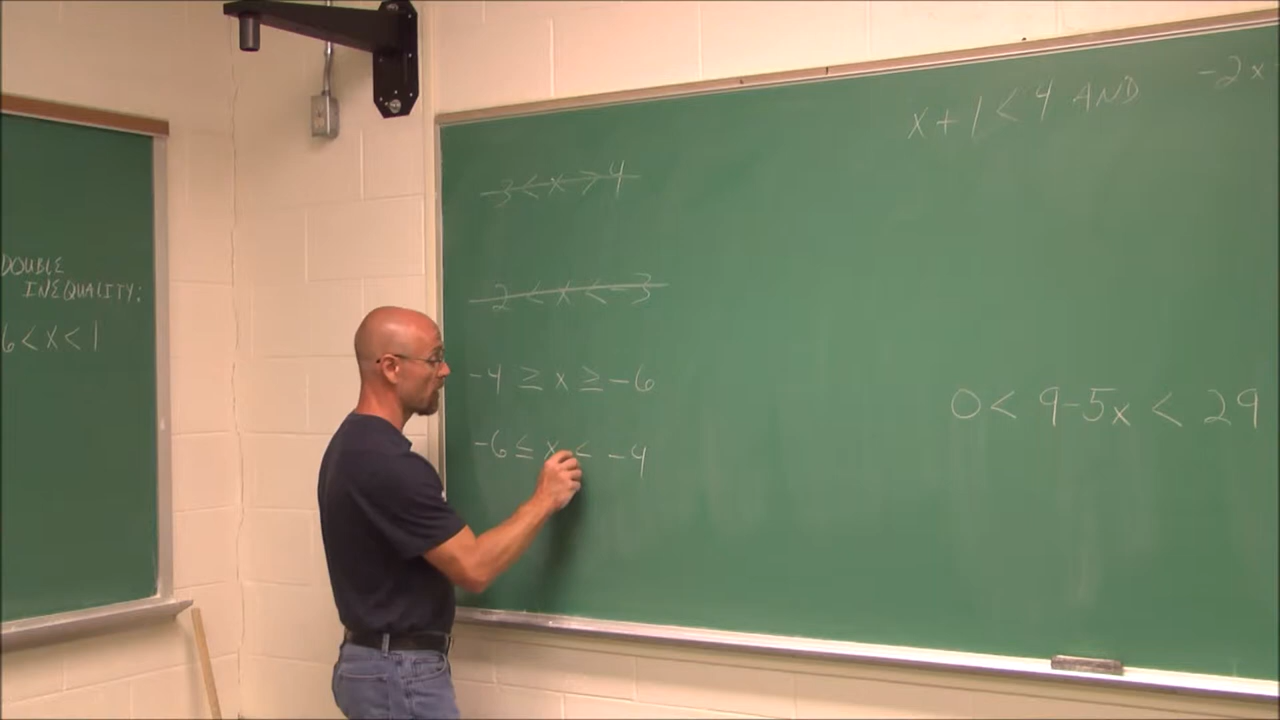 DOUBLE
INEQUALITY:
6 < x < 1
3 < x > 4
2 < x < -3
-4 ≥ x ≥ -6
-6 ≤ x < -4
x + 1 < 4 AND -2x
0 < 9 - 5x < 29